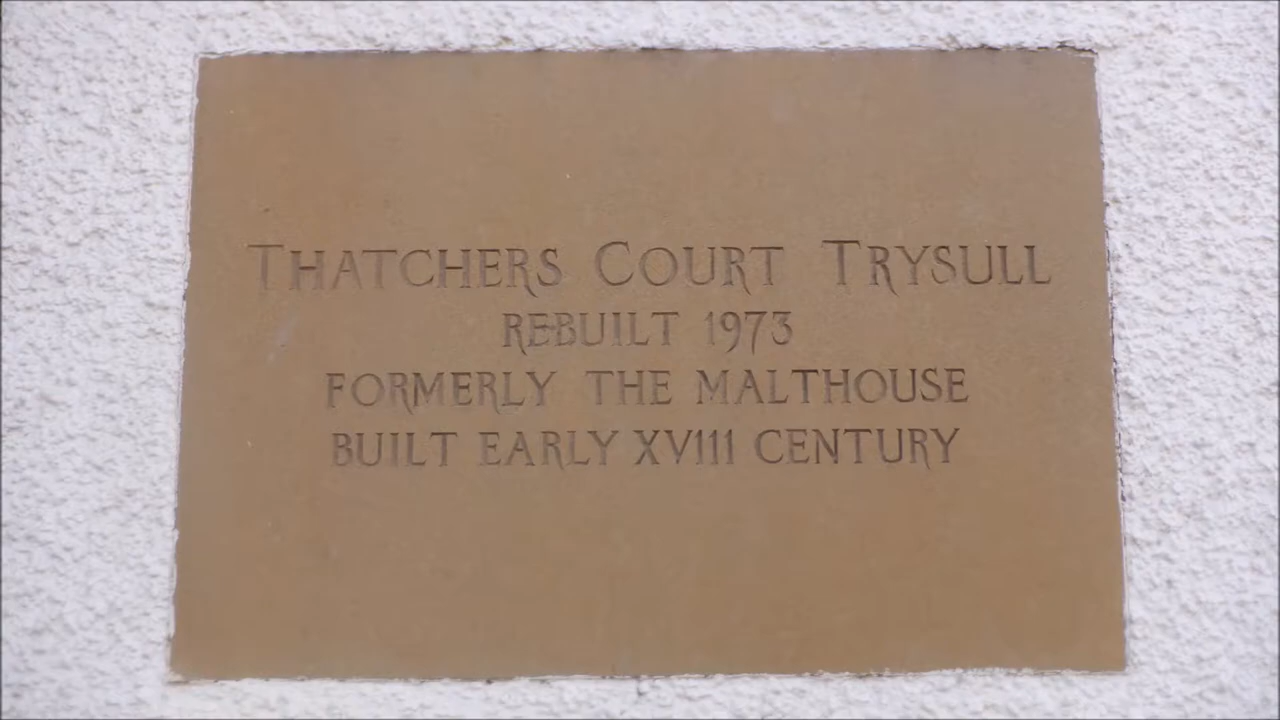 THATCHERS COURT TRYSULL
REBUILT 1973
FORMERLY THE MALTHOUSE
BUILT EARLY XVIII CENTURY